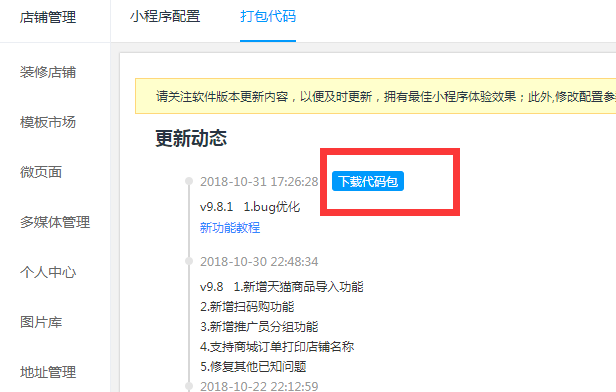 店铺管理
小程序配置
打包代码
装修店铺
模板市场
微页面
多媒体管理
个人中心
图片库
地址管理
请关注软件版本更新内容，以便及时更新，拥有最佳小程序体验效果；此外,修改配置参
更新动态
2018-10-31 17:26:28 下载代码包
v9.8.1 1.bug优化
新功能教程
2018-10-30 22:48:34
v9.8 1.新增天猫商品导入功能
2.新增扫码购功能
3.新增推广员分组功能
4.支持商城订单打印店铺名称
5.修复其他已知问题
2018-10-22 22:12:59